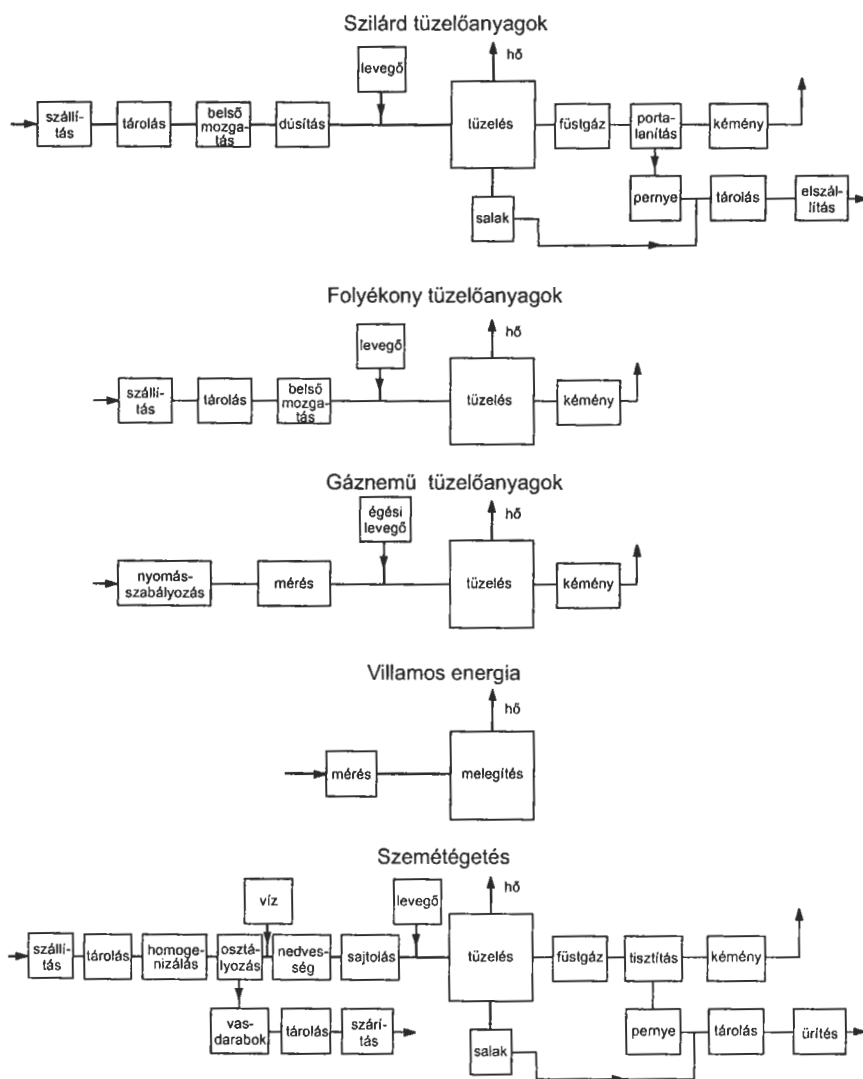 Szilárd tüzelőanyagok
levegő
hő
szállí-
tás
tárolás
belső
mozga-
tás
dúsítás
tüzelés
füstgáz
porta-
lanítás
kémény
salak
pernye
tárolás
elszál-
lítás
Folyékony tüzelőanyagok
levegő
hő
szállí-
tás
tárolás
belső
mozga-
tás
tüzelés
kémény
Gáznemű tüzelőanyagok
égési
levegő
hő
nyomás-
szabályozás
mérés
tüzelés
kémény
Villamos energia
hő
mérés
melegítés
Szemétégetés
víz
levegő
hő
szállí-
tás
tárolás
homoge-
nizálás
osztá-
lyozás
nedves-
ség
sajtolás
tüzelés
füstgáz
tisztítás
kémény
vas-
darabok
tárolás
szárí-
tás
salak
pernye
tárolás
ürítés